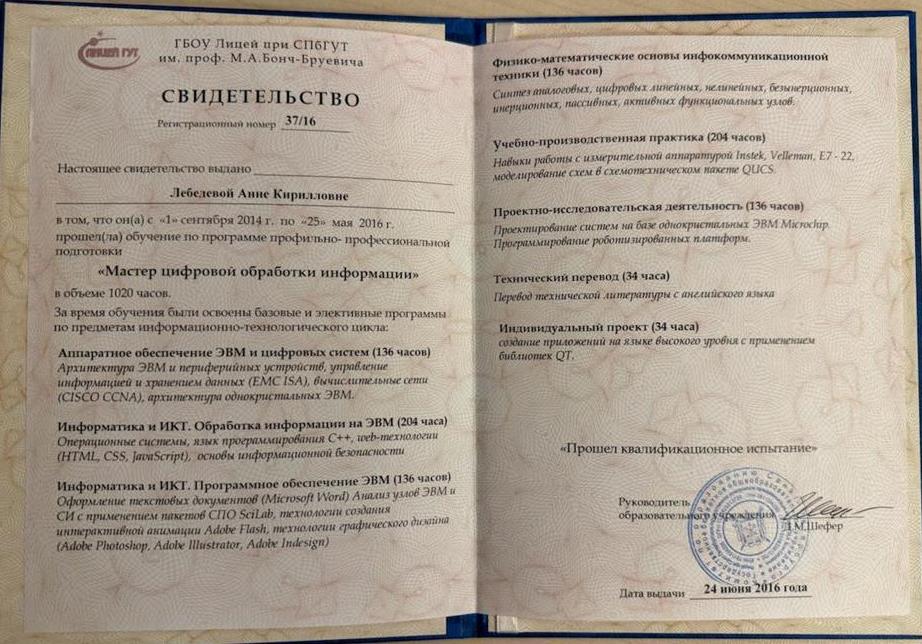 ЛИЦЕЙ ГУТ
ГБОУ Лицей при СПбГУТ
им. проф. М.А.Бонч-Бруевича
СВИДЕТЕЛЬСТВО
Регистрационный номер 37/16
Настоящее свидетельство выдано
Лебедевой Анне Кирилловне
в том, что он(а) с «1» сентября 2014 г. по «25» мая 2016 г.
прошел(ла) обучение по программе профильно- профессиональной
подготовки
«Мастер цифровой обработки информации»
в объеме 1020 часов.
За время обучения были освоены базовые и элективные программы
по предметам информационно-технологического цикла:
Аппаратное обеспечение ЭВМ и цифровых систем (136 часов)
Архитектура ЭВМ и периферийных устройств, управление
информацией и хранением данных (EMC ISA), вычислительные сети
(CISCO CCNA), архитектура однокристальных ЭВМ.
Информатика и ИКТ. Обработка информации на ЭВМ (204 часа)
Операционные системы, язык программирования С++, web-технологии
(HTML, CSS, JavaScript), основы информационной безопасности
Информатика и ИКТ. Программное обеспечение ЭВМ (136 часов)
Оформление текстовых документов (Microsoft Word) Анализ узлов ЭВМ и
СИ с применением пакетов СПО SciLab, технологии создания
интерактивной анимации Adobe Flash, технологии графического дизайна
(Adobe Photoshop, Adobe Illustrator, Adobe Indesign)
Физико-математические основы инфокоммуникационной
техники (136 часов)
Синтез аналоговых, цифровых линейных, нелинейных, безынерционных,
инерционных, пассивных, активных функциональных узлов.
Учебно-производственная практика (204 часов)
Навыки работы с измерительной аппаратурой Instek, Velleman, E7 - 22,
моделирование схем в схемотехническом пакете QUCS.
Проектно-исследовательская деятельность (136 часов)
Проектирование систем на базе однокристальных ЭВМ Microchip.
Программирование роботизированных платформ.
Технический перевод (34 часа)
Перевод технической литературы с английского языка
Индивидуальный проект (34 часа)
создание приложений на языке высокого уровня с применением
библиотек QT.
«Прошел квалификационное испытание»
Руководитель
образовательного учреждения
Д.М.Шефер
Дата выдачи 24 июня 2016 года